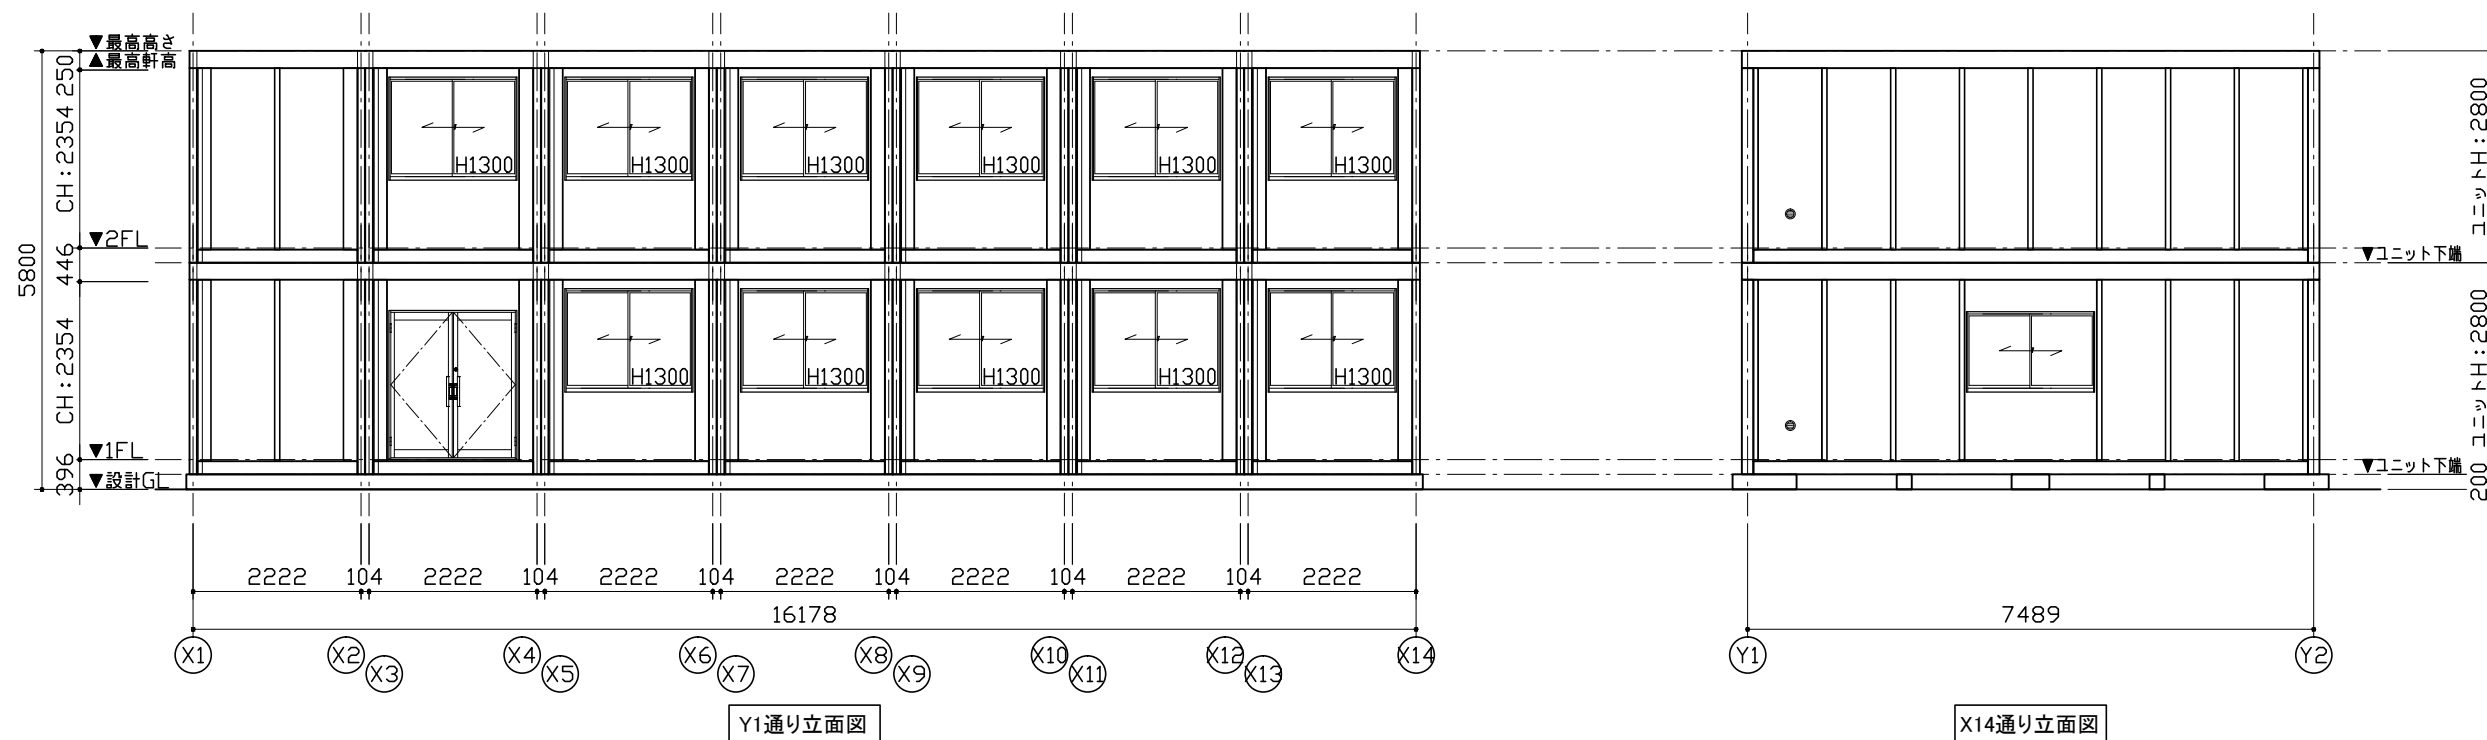 ▼最高高さ
▲最高軒高
250
CH:2354
▼2FL
446
5800
CH:2354
▼1FL
396
▼設計GL
H1300 H1300 H1300 H1300 H1300 H1300
H1300 H1300 H1300 H1300 H1300
ユニットH:2800
▼ユニット下端
ユニットH:2800
▼ユニット下端
200
2222 104 2222 104 2222 104 2222 104 2222 104 2222 104 2222
16178
7489
X1 X2 X3 X4 X5 X6 X7 X8 X9 X10 X11 X12 X13 X14
Y1 Y2
Y1通り立面図
X14通り立面図